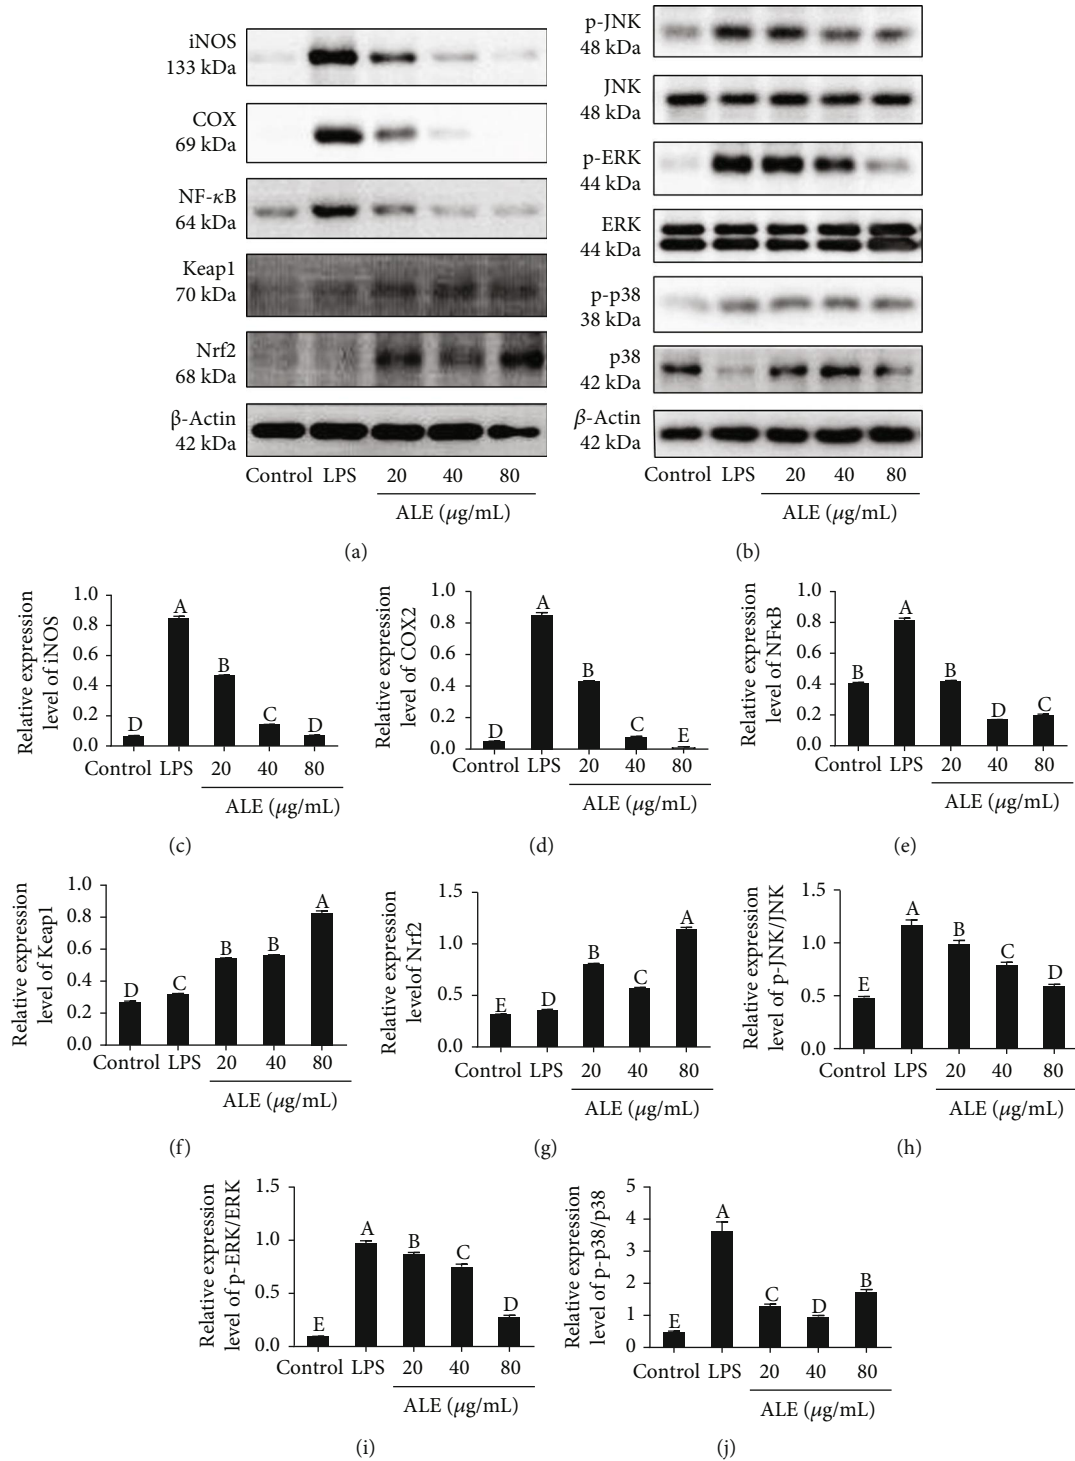 iNOS
133 kDa
COX
69 kDa
NF-κB
64 kDa
Keap1
70 kDa
Nrf2
68 kDa
β-Actin
42 kDa
Control LPS 20 40 80
ALE (μg/mL)
(a)
p-JNK
48 kDa
JNK
48 kDa
p-ERK
44 kDa
ERK
44 kDa
p-p38
38 kDa
p38
42 kDa
β-Actin
42 kDa
Control LPS 20 40 80
ALE (μg/mL)
(b)
Relative expression
level of iNOS
1.0
0.8
0.6
0.4
0.2
0.0
D A B C D
Control LPS 20 40 80
ALE (μg/mL)
(c)
Relative expression
level of COX2
1.0
0.8
0.6
0.4
0.2
0.0
D A B C E
Control LPS 20 40 80
ALE (μg/mL)
(d)
Relative expression
level of NFκB
1.0
0.8
0.6
0.4
0.2
0.0
B A B D C
Control LPS 20 40 80
ALE (μg/mL)
(e)
Relative expression
level of Keap1
1.0
0.8
0.6
0.4
0.2
0.0
D C B B A
Control LPS 20 40 80
ALE (μg/mL)
(f)
Relative expression
levelof Nrf2
1.5
1.0
0.5
0.0
E D B C A
Control LPS 20 40 80
ALE (μg/mL)
(g)
Relative expression
level of p-JNK/JNK
1.5
1.0
0.5
0.0
E A B C D
Control LPS 20 40 80
ALE (μg/mL)
(h)
Relative expression
level of p-ERK/ERK
1.5
1.0
0.5
0.0
E A B C D
Control LPS 20 40 80
ALE (μg/mL)
(i)
Relative expression
level of p-p38/p38
5
4
3
2
1
0
E A C D B
Control LPS 20 40 80
ALE (μg/mL)
(j)